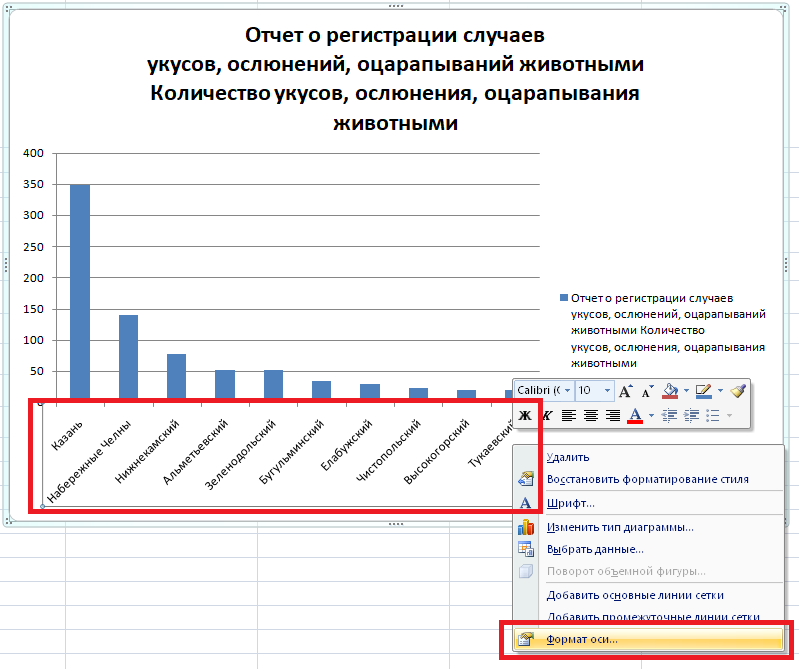 Отчет о регистрации случаев
укусов, ослюнений, оцарапываний животными
Количество укусов, ослюнения, оцарапывания
животными
400
350
300
250
200
150
100
50
Казань
Набережные Челны
Нижнекамский
Альметьевский
Зеленодольский
Бугульминский
Елабужский
Чистопольский
Высокогорский
Тукаевский
Отчет о регистрации случаев
укусов, ослюнений, оцарапываний
животными Количество
укусов, ослюнения, оцарапывания
животными
Calibri (С 10 A A
Ж К A
Удалить
Восстановить форматирование стиля
A Шрифт...
Изменить тип диаграммы...
Выбрать данные...
Поворот объемной фигуры...
Добавить основные линии сетки
Добавить промежуточные линии сетки
Формат оси...